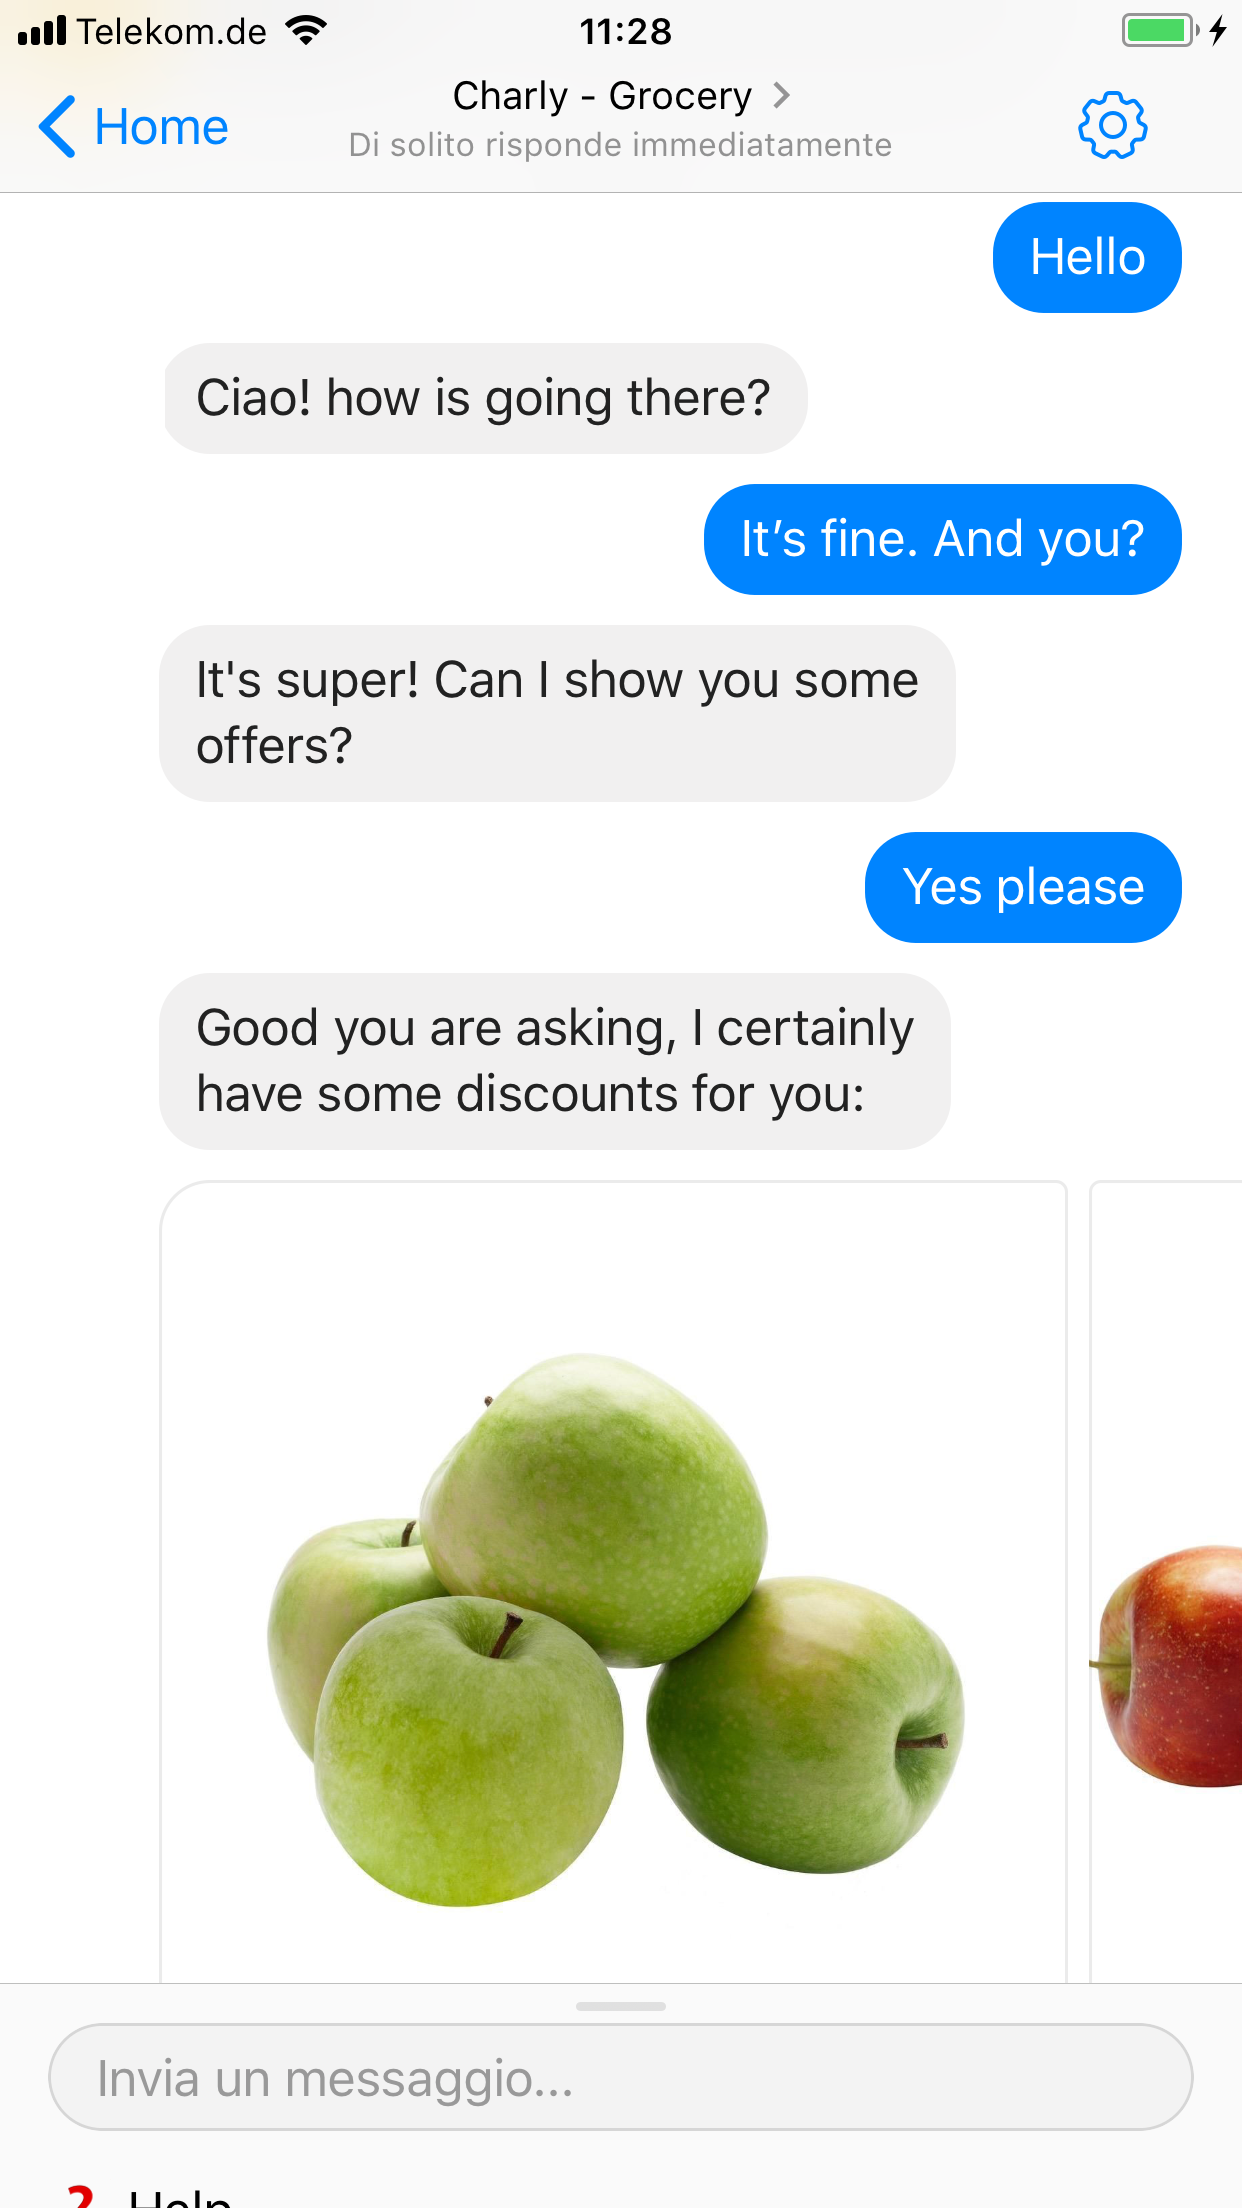 Telekom.de
11:28
Home
Charly - Grocery
Di solito risponde immediatamente
Hello
Ciao! how is going there?
It’s fine. And you?
It's super! Can I show you some
offers?
Yes please
Good you are asking, I certainly
have some discounts for you:
Invia un messaggio...
? Help